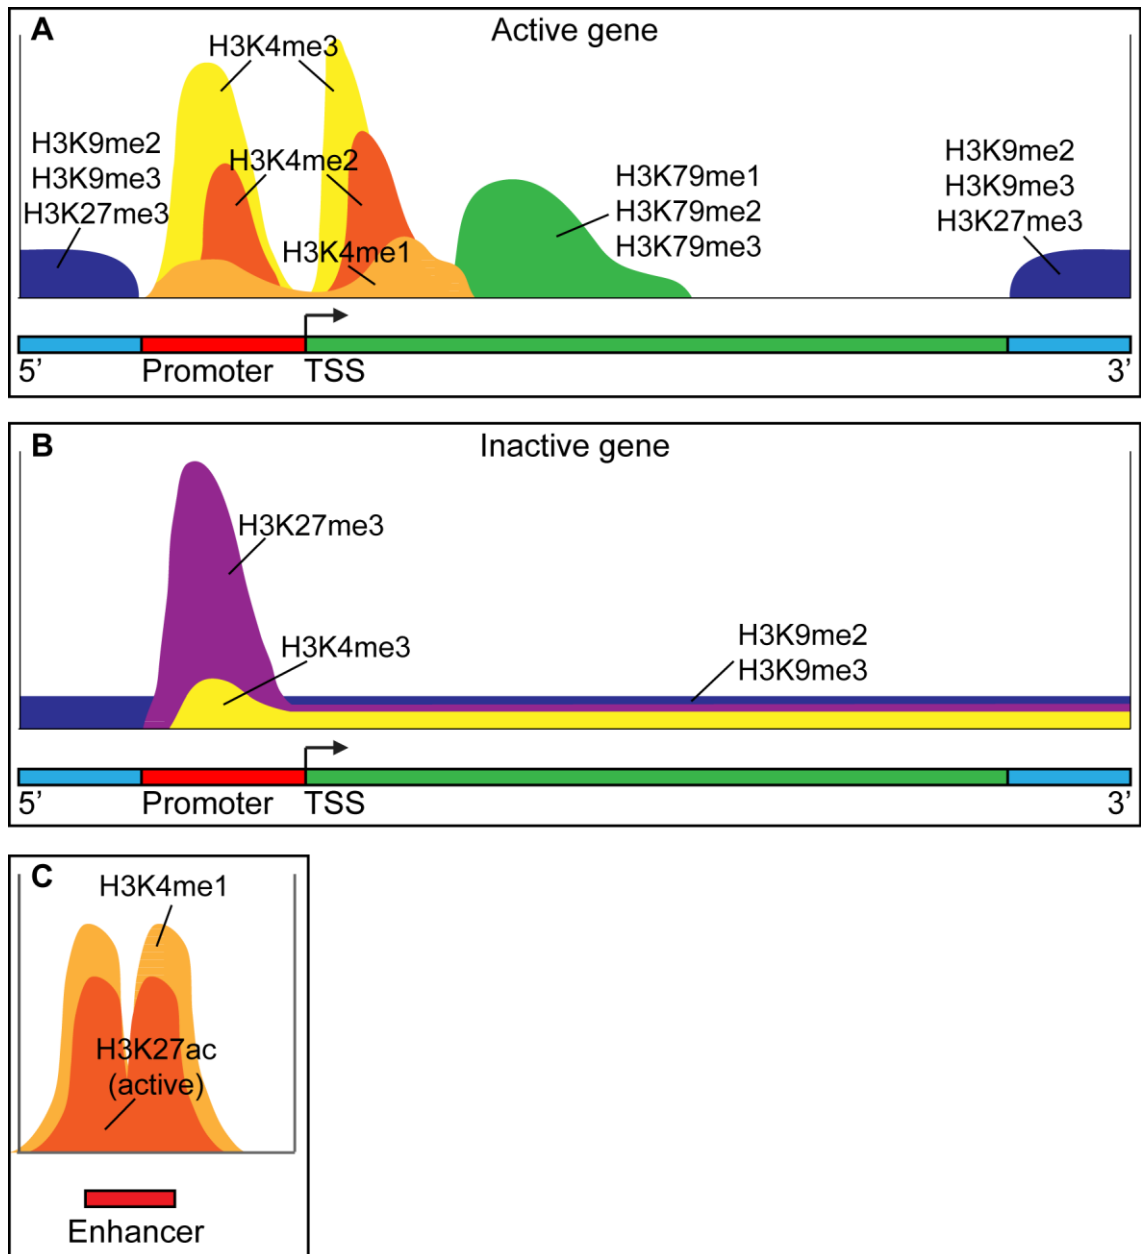 A
Active gene
H3K4me3
H3K9me2
H3K9me3
H3K27me3
H3K4me2
H3K4me1
H3K79me1
H3K79me2
H3K79me3
H3K9me2
H3K9me3
H3K27me3
5’
Promoter
TSS
3’
B
Inactive gene
H3K27me3
H3K4me3
H3K9me2
H3K9me3
5’
Promoter
TSS
3’
C
H3K4me1
H3K27ac
(active)
Enhancer